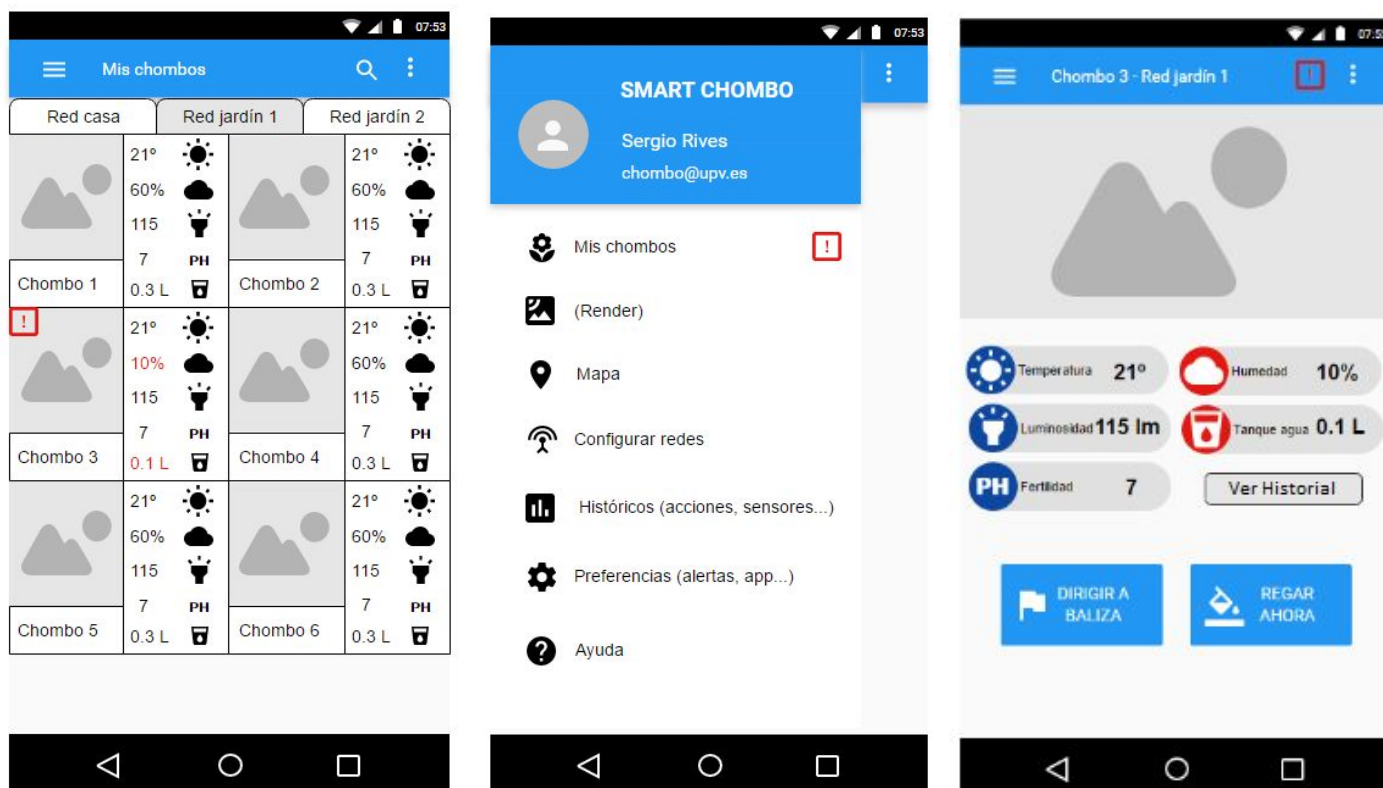 07:53
Mis chombos
Red casa
Red jardín 1
Red jardín 2
21º
60%
115
7 PH
Chombo 1
0.3 L
21º
60%
115
7 PH
Chombo 2
0.3 L
!
21º
10%
115
7 PH
Chombo 3
0.1 L
21º
60%
115
7 PH
Chombo 4
0.3 L
21º
60%
115
7 PH
Chombo 5
0.3 L
21º
60%
115
7 PH
Chombo 6
0.3 L
07:53
SMART CHOMBO
Sergio Rives
chombo@upv.es
Mis chombos !
(Render)
Mapa
Configurar redes
Históricos (acciones, sensores...)
Preferencias (alertas, app...)
? Ayuda
Chombo 3 - Red jardín 1 !
Temperatura 21º
Humedad 10%
Luminosidad 115 lm
Tanque agua 0.1 L
PH Fertilidad 7
Ver Historial
DIRIGIR A
BALIZA
REGAR
AHORA